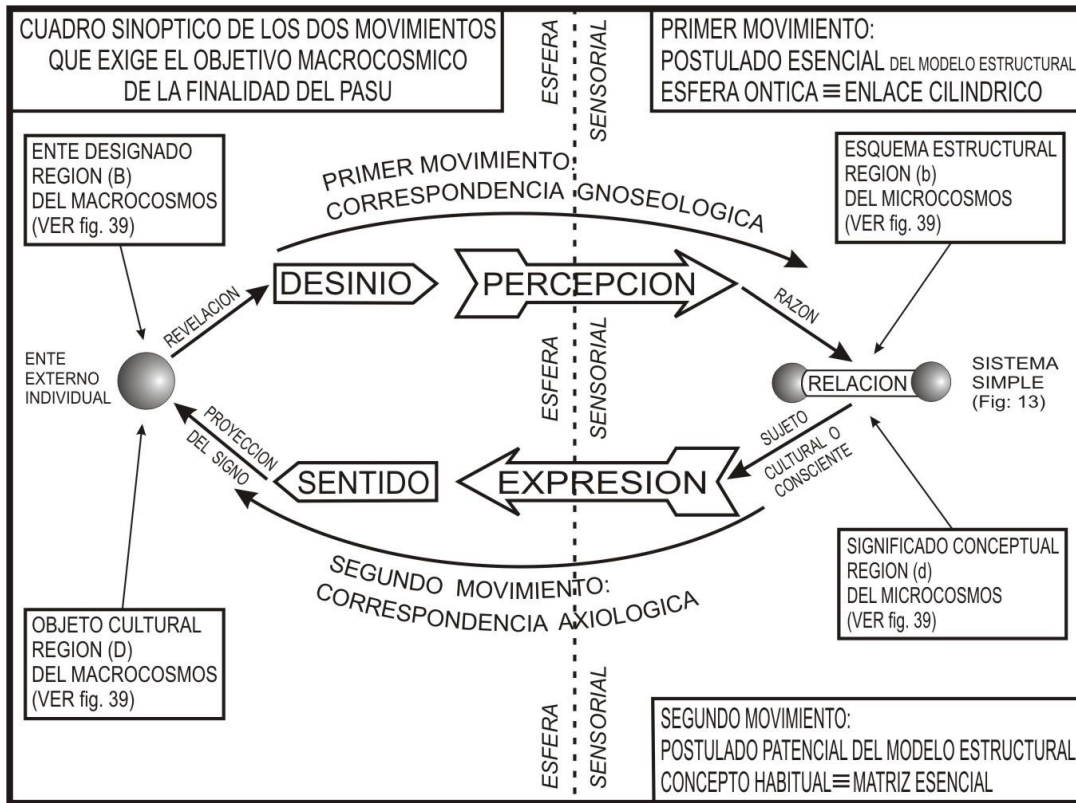 CUADRO SINOPTICO DE LOS DOS MOVIMIENTOS
QUE EXIGE EL OBJETIVO MACROCOSMICO
DE LA FINALIDAD DEL PASU
ESFERA
SENSORIAL
PRIMER MOVIMIENTO:
POSTULADO ESENCIAL DEL MODELO ESTRUCTURAL
ESFERA ONTICA ≡ ENLACE CILINDRICO
ENTE DESIGNADO
REGION (B)
DEL MACROCOSMOS
(VER fig. 39)
PRIMER MOVIMIENTO:
CORRESPONDENCIA GNOSEOLOGICA
ESQUEMA ESTRUCTURAL
REGION (b)
DEL MICROCOSMOS
(VER fig. 39)
REVELACION
DESINIO
PERCEPCION
RAZON
ENTE
EXTERNO
INDIVIDUAL
ESFERA
SENSORIAL
RELACION
SISTEMA
SIMPLE
(Fig: 13)
PROYECCION
DEL SIGNO
SENTIDO
EXPRESION
SUJETO
CULTURAL O
CONSCIENTE
SEGUNDO MOVIMIENTO:
CORRESPONDENCIA AXIOLOGICA
OBJETO CULTURAL
REGION (D)
DEL MACROCOSMOS
(VER fig. 39)
SIGNIFICADO CONCEPTUAL
REGION (d)
DEL MICROCOSMOS
(VER fig. 39)
ESFERA
SENSORIAL
SEGUNDO MOVIMIENTO:
POSTULADO PATENCIAL DEL MODELO ESTRUCTURAL
CONCEPTO HABITUAL≡MATRIZ ESENCIAL